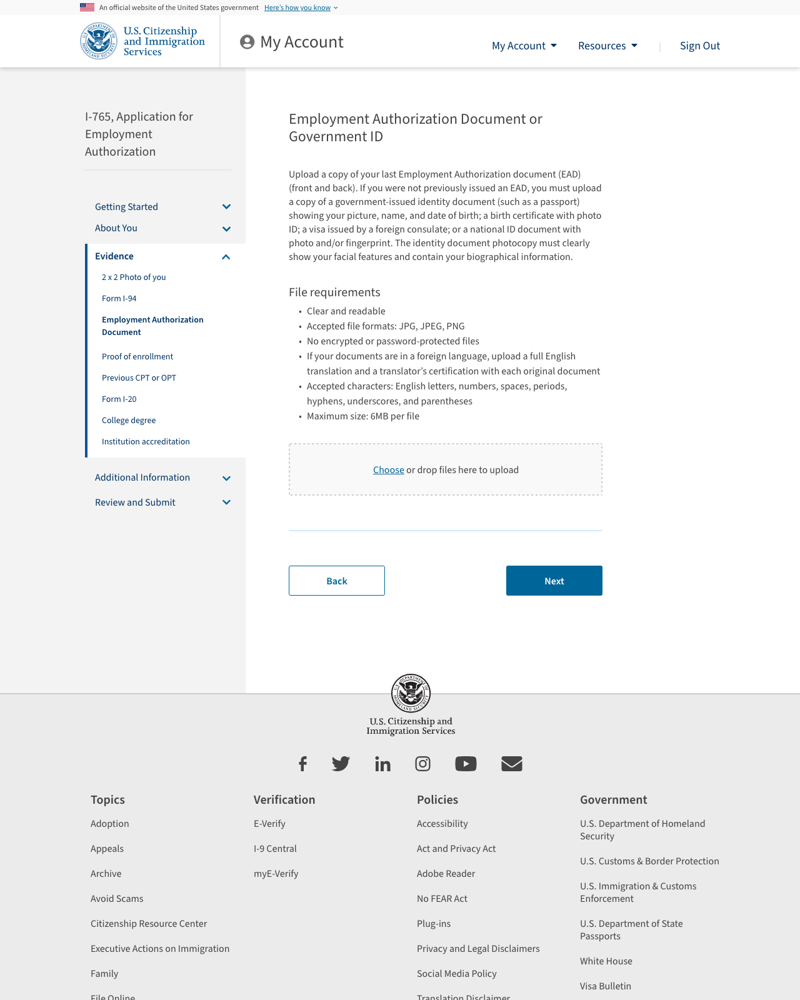 An official website of the United States government Here's how you know
U.S. Citizenship
and Immigration
Services
My Account
My Account
Resources
Sign Out
I-765, Application for
Employment
Authorization
Getting Started
About You
Evidence
2 x 2 Photo of you
Form I-94
Employment Authorization
Document
Proof of enrollment
Previous CPT or OPT
Form I-20
College degree
Institution accreditation
Additional Information
Review and Submit
Employment Authorization Document or
Government ID
Upload a copy of your last Employment Authorization document (EAD)
(front and back). If you were not previously issued an EAD, you must upload
a copy of a government-issued identity document (such as a passport)
showing your picture, name, and date of birth; a birth certificate with photo
ID; a visa issued by a foreign consulate; or a national ID document with
photo and/or fingerprint. The identity document photocopy must clearly
show your facial features and contain your biographical information.
File requirements
• Clear and readable
• Accepted file formats: JPG, JPEG, PNG
• No encrypted or password-protected files
• If your documents are in a foreign language, upload a full English
translation and a translator's certification with each original document
• Accepted characters: English letters, numbers, spaces, periods,
hyphens, underscores, and parentheses
• Maximum size: 6MB per file
Choose or drop files here to upload
Back
Next
U.S. DEPARTMENT OF HOMELAND SECURITY
U.S. Citizenship and
Immigration Services
Topics
Adoption
Appeals
Archive
Avoid Scams
Citizenship Resource Center
Executive Actions on Immigration
Family
File Online
Verification
E-Verify
I-9 Central
myE-Verify
Policies
Accessibility
Act and Privacy Act
Adobe Reader
No FEAR Act
Plug-ins
Privacy and Legal Disclaimers
Social Media Policy
Translation Disclaimer
Government
U.S. Department of Homeland
Security
U.S. Customs & Border Protection
U.S. Immigration & Customs
Enforcement
U.S. Department of State
Passports
White House
Visa Bulletin